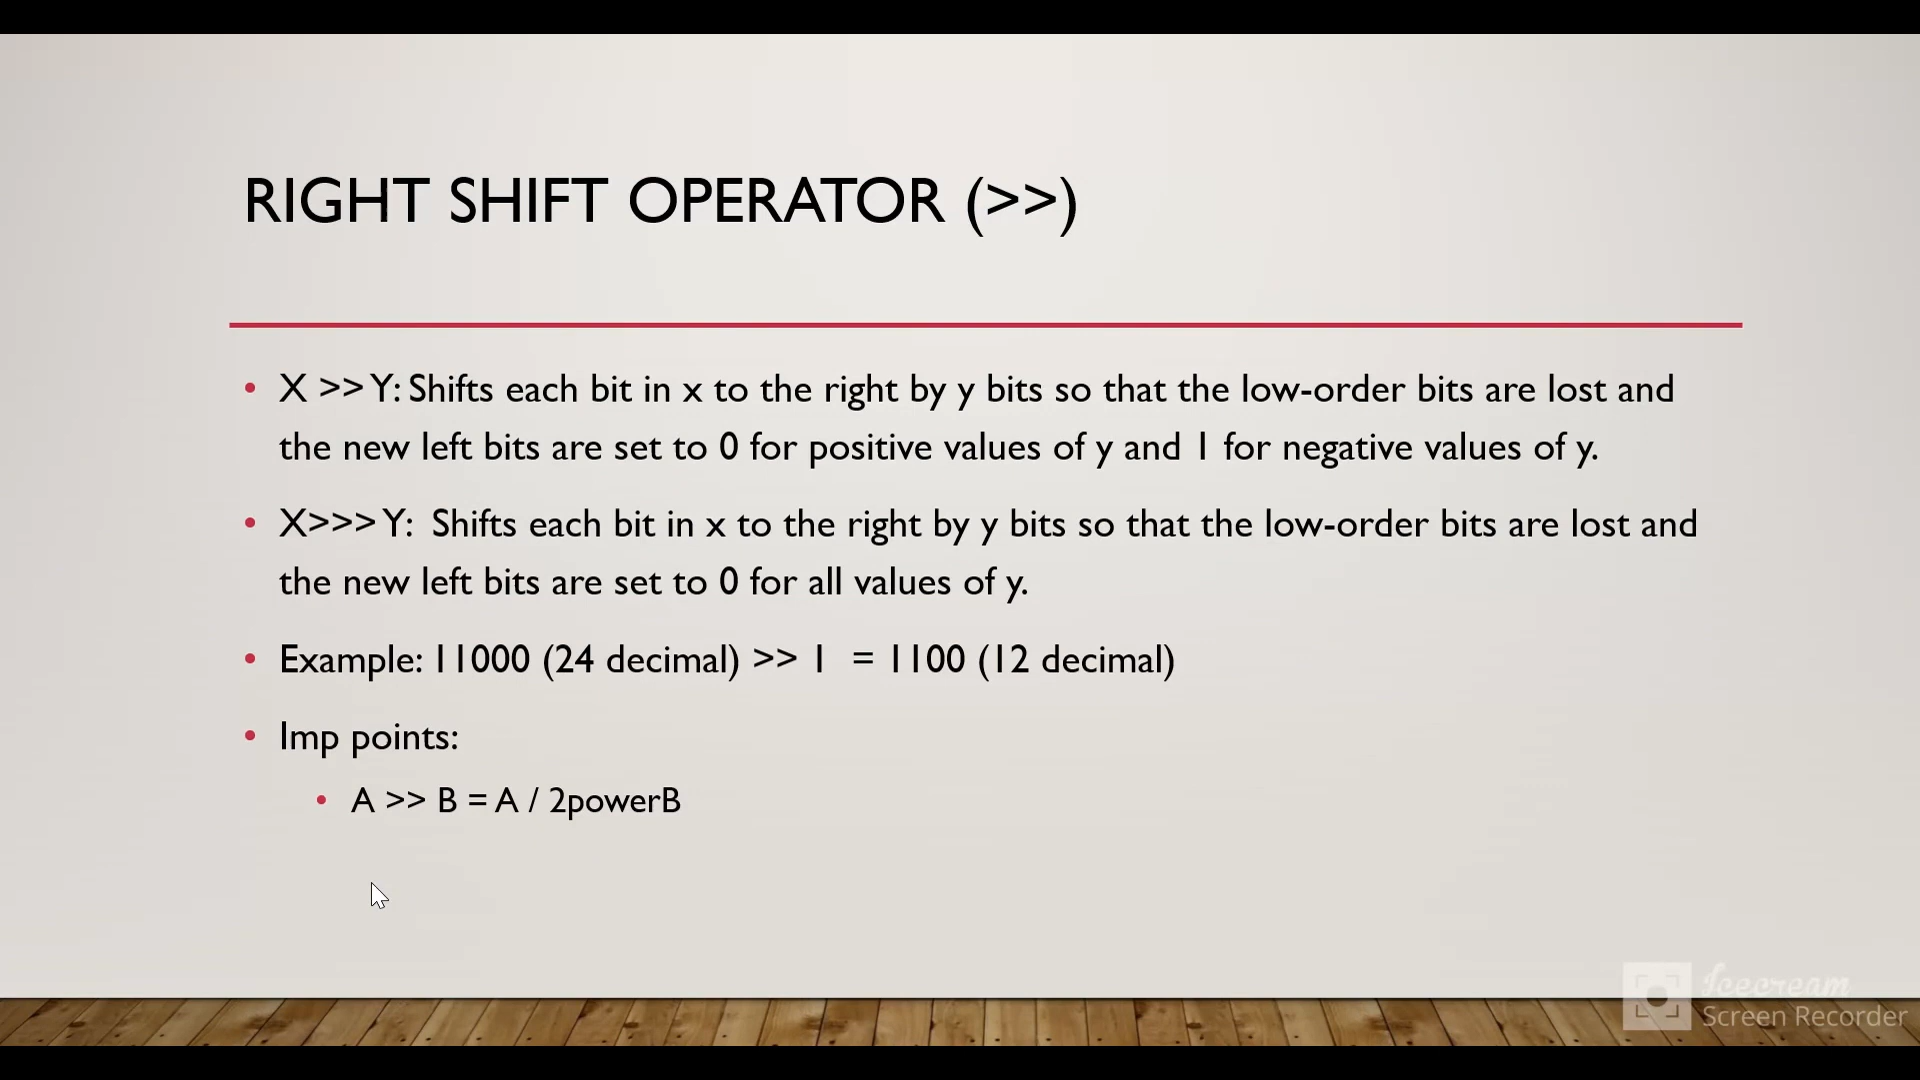 RIGHT SHIFT OPERATOR (>>)
• X >> Y: Shifts each bit in x to the right by y bits so that the low-order bits are lost and
the new left bits are set to 0 for positive values of y and 1 for negative values of y.
• X>>> Y: Shifts each bit in x to the right by y bits so that the low-order bits are lost and
the new left bits are set to 0 for all values of y.
• Example: 11000 (24 decimal) >> 1 = 1100 (12 decimal)
• Imp points:
• A >> B = A / 2powerB
Icecream
Screen Recorder